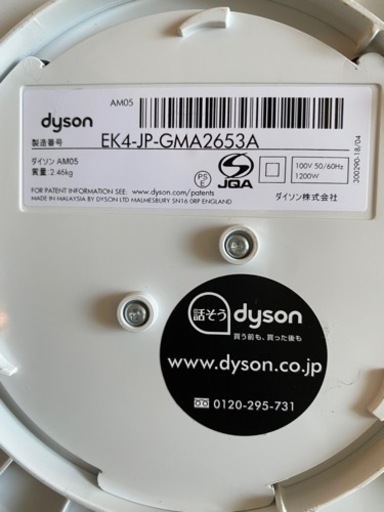 AM05
dyson
製造番号
EK4-JP-GMA2653A
ダイソン AM05
質量:2.46kg
PS
E
JQA
100V 50/60Hz
1200W
FOR PATENT INFORMATION SEE: www.dyson.com/patents
MADE IN MALAYSIA BY DYSON LTD MALMESBURY SN16 0RP ENGLAND
ダイソン株式会社
300290-18/04
話そう
dyson
買う前も、買った後も
www.dyson.co.jp
0120-295-731